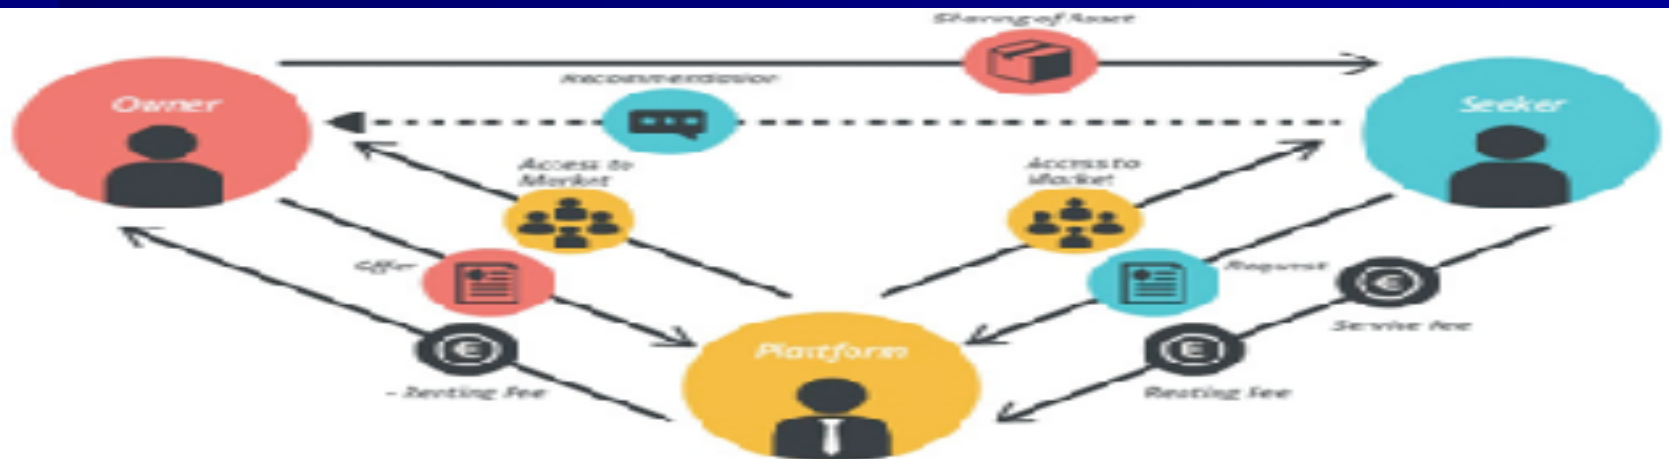 Sharing of Asset
Recommendation
Owner
Seeker
Access to
Market
Access to
Market
Offer
Request
Service Fee
Platform
- Renting Fee
Renting Fee